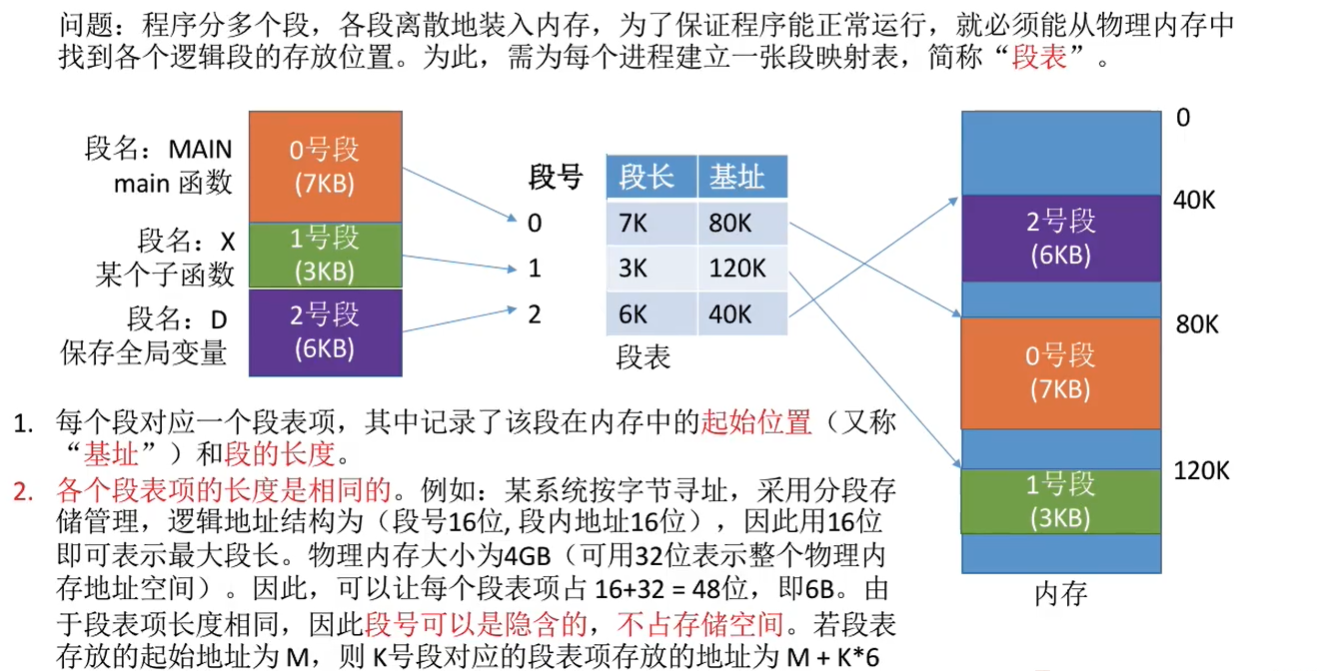 问题：程序分多个段，各段离散地装入内存，为了保证程序能正常运行，就必须能从物理内存中
找到各个逻辑段的存放位置。为此，需为每个进程建立一张段映射表，简称“段表”。
段名：MAIN
main 函数
0号段
(7KB)
段名：X
某个子函数
1号段
(3KB)
段名：D
保存全局变量
2号段
(6KB)
段号 段长 基址
0 7K 80K
1 3K 120K
2 6K 40K
段表
0
40K
2号段
(6KB)
80K
0号段
(7KB)
120K
1号段
(3KB)
内存
1. 每个段对应一个段表项，其中记录了该段在内存中的起始位置（又称
“基址”）和段的长度。
2. 各个段表项的长度是相同的。例如：某系统按字节寻址，采用分段存
储管理，逻辑地址结构为（段号16位, 段内地址16位），因此用16位
即可表示最大段长。物理内存大小为4GB（可用32位表示整个物理内
存地址空间）。因此，可以让每个段表项占 16+32 = 48位，即6B。由
于段表项长度相同，因此段号可以是隐含的，不占存储空间。若段表
存放的起始地址为 M，则 K号段对应的段表项存放的地址为 M + K*6